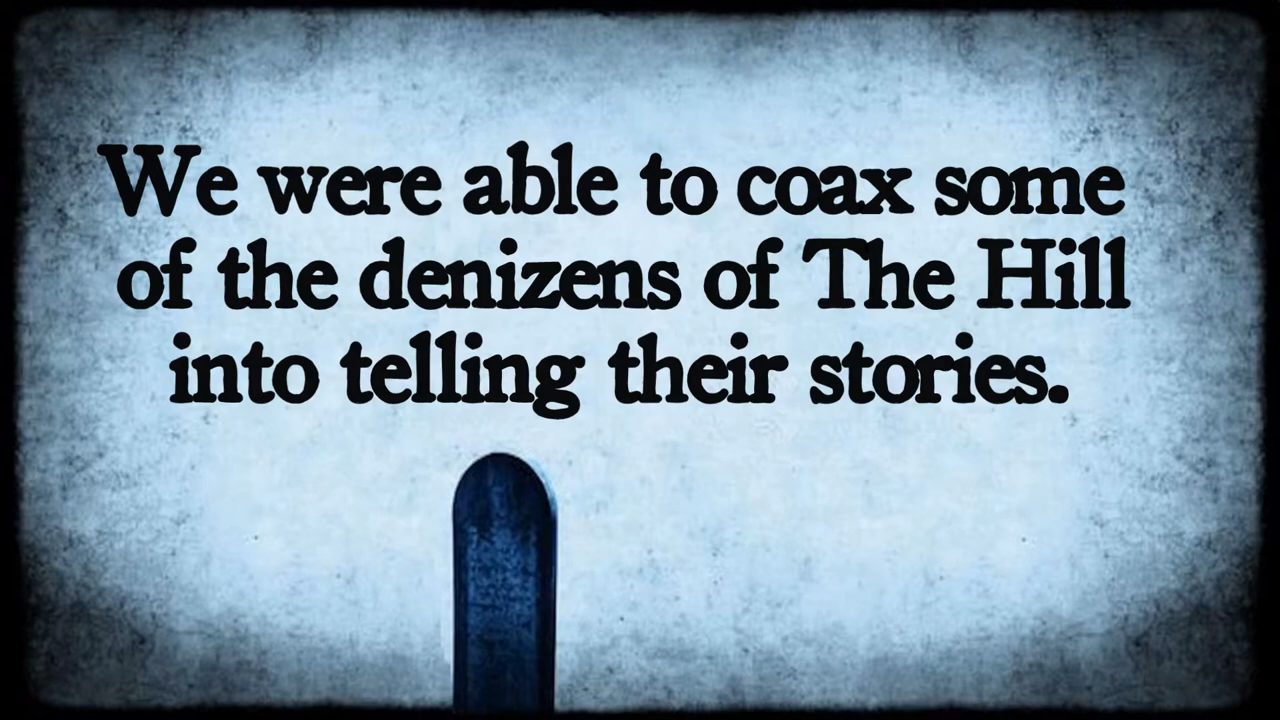 We were able to coax some
of the denizens of The Hill
into telling their stories.